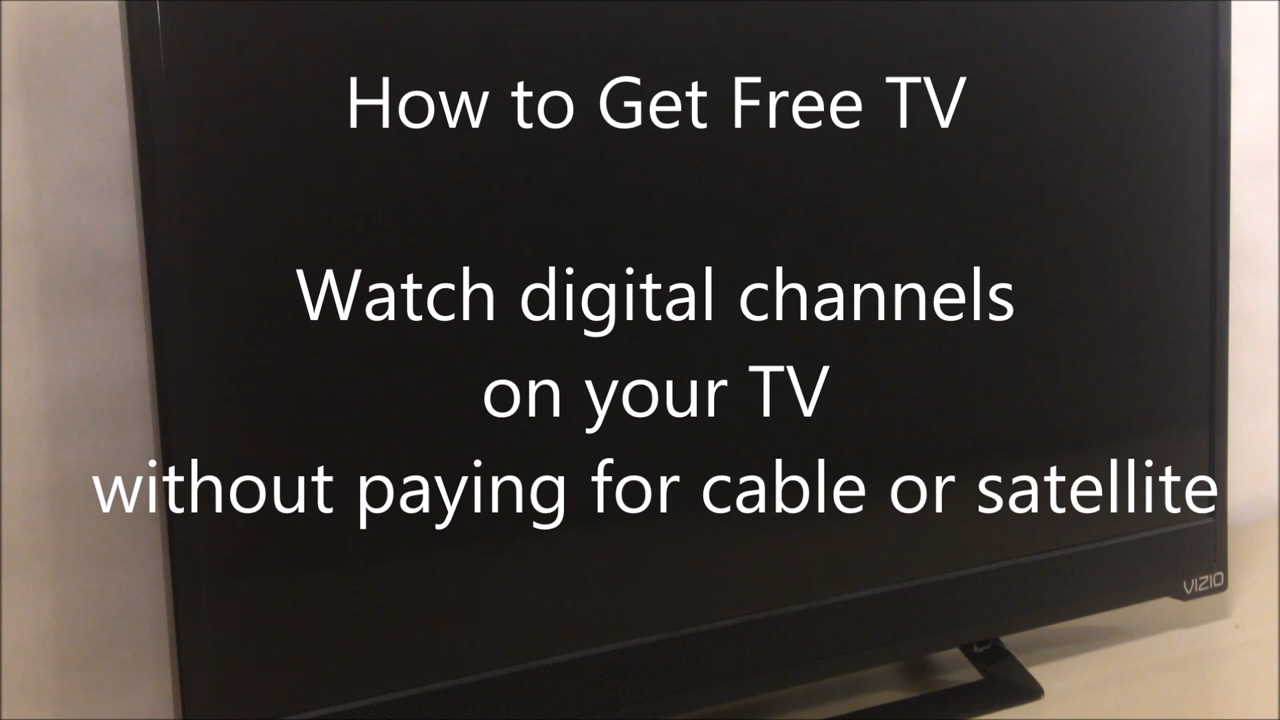 How to Get Free TV
Watch digital channels
on your TV
without paying for cable or satellite
VIZIO